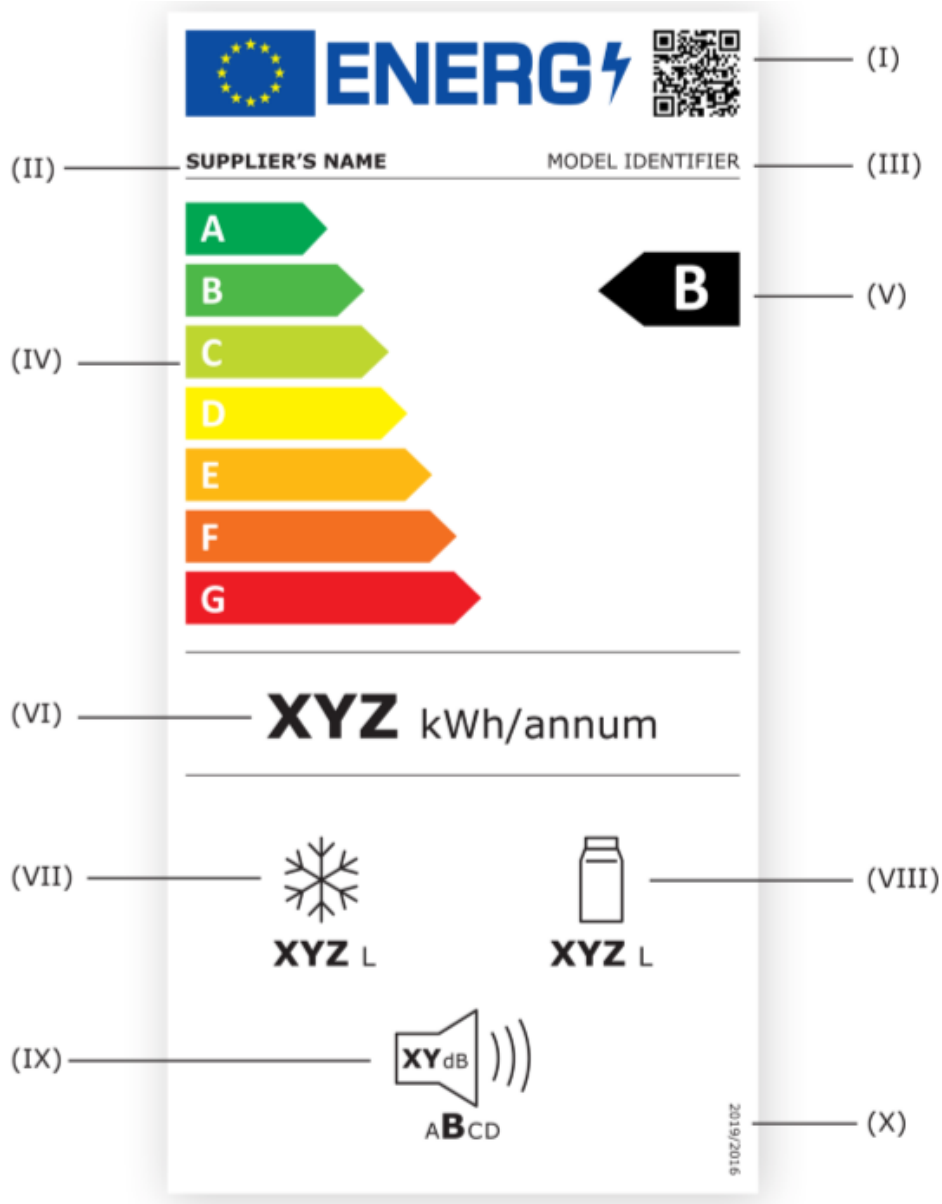 ENERG
(I)
(II)
SUPPLIER'S NAME
MODEL IDENTIFIER
(III)
A
B
B
(V)
(IV)
C
D
E
F
G
(VI)
XYZ kWh/annum
(VII)
(VIII)
XYZ L
XYZ L
(IX)
XY dB
ABCD
2019/2016
(X)